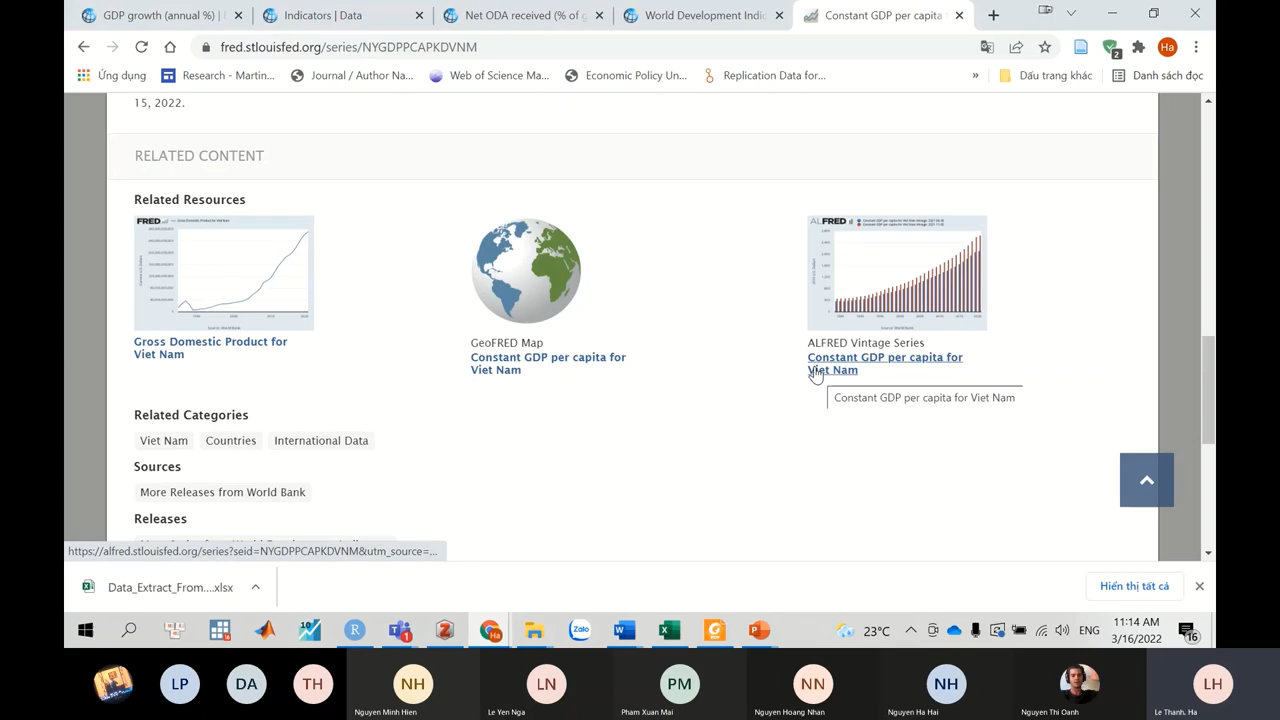 GDP growth (annual %) |
Indicators | Data
Net ODA received (% of g
World Development Indic
Constant GDP per capita
fred.stlouisfed.org/series/NYGDPPCAPKDVNM
Ha
2
Ứng dụng
Research - Martin...
Journal / Author Na...
Web of Science Ma...
Economic Policy Un...
Replication Data for...
»
Dấu trang khác
Danh sách đọc
15, 2022.
RELATED CONTENT
Related Resources
FRED
ALFRED
Gross Domestic Product for
Viet Nam
GeoFRED Map
Constant GDP per capita for
Viet Nam
ALFRED Vintage Series
Constant GDP per capita for
Viet Nam
Constant GDP per capita for Viet Nam
Related Categories
Viet Nam
Countries
International Data
Sources
More Releases from World Bank
Releases
https://alfred.stlouisfed.org/series?seid=NYGDPPCAPKDVNM&utm_source=...
Data_Extract_From....xlsx
Hiển thị tất cả
Zalo
23°C
ENG
11:14 AM
3/16/2022
16
LP
DA
TH
NH
Nguyen Minh Hien
LN
Le Yen Nga
PM
Pham Xuan Mai
NN
Nguyen Hoang Nhan
NH
Nguyen Ha Hai
Nguyen Thi Oanh
LH
Le Thanh, Ha